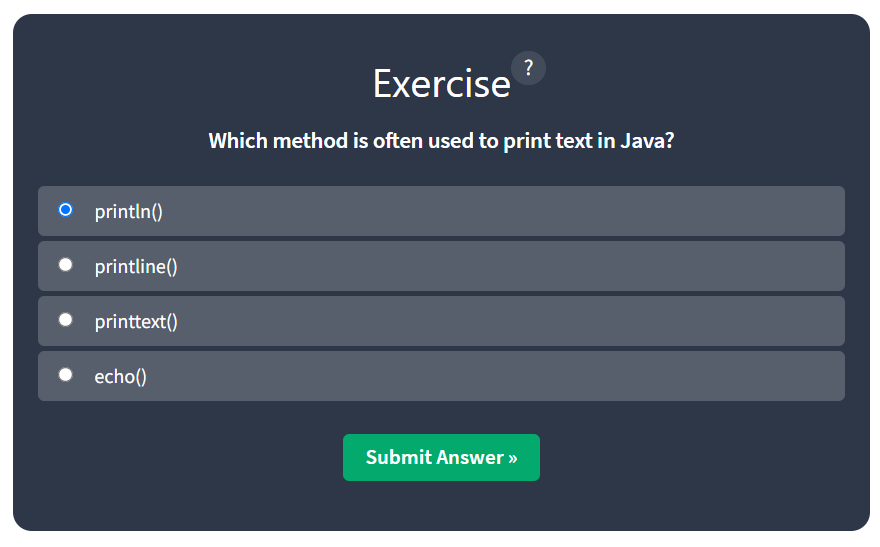 Exercise ?
Which method is often used to print text in Java?
println()
printline()
printtext()
echo()
Submit Answer »